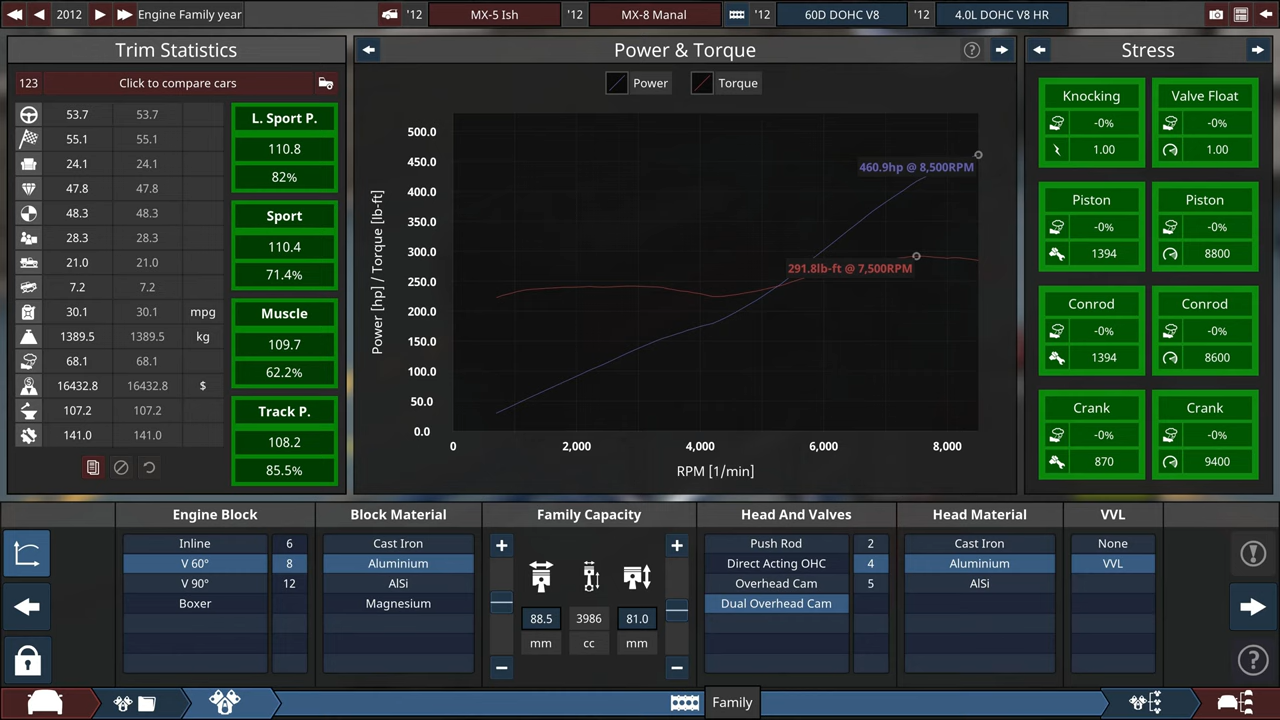 2012
Engine Family year
'12
MX-5 Ish
'12
MX-8 Manal
'12
60D DOHC V8
'12
4.0L DOHC V8 HR
Trim Statistics
123
Click to compare cars
53.7 53.7
55.1 55.1
24.1 24.1
47.8 47.8
48.3 48.3
28.3 28.3
21.0 21.0
7.2 7.2
30.1 30.1 mpg
1389.5 1389.5 kg
68.1 68.1
16432.8 16432.8 $
107.2 107.2
141.0 141.0
L. Sport P.
110.8
82%
Sport
110.4
71.4%
Muscle
109.7
62.2%
Track P.
108.2
85.5%
Power & Torque
?
Power
Torque
Power [hp] / Torque [lb-ft]
500.0
450.0
400.0
350.0
300.0
250.0
200.0
150.0
100.0
50.0
0.0
460.9hp @ 8,500RPM
291.8lb-ft @ 7,500RPM
0 2,000 4,000 6,000 8,000
RPM [1/min]
Stress
Knocking
-0%
1.00
Valve Float
-0%
1.00
Piston
-0%
1394
Piston
-0%
8800
Conrod
-0%
1394
Conrod
-0%
8600
Crank
-0%
870
Crank
-0%
9400
Engine Block
Inline 6
V 60° 8
V 90° 12
Boxer
Block Material
Cast Iron
Aluminium
AlSi
Magnesium
Family Capacity
+ +
88.5 3986 81.0
mm cc mm
− −
Head And Valves
Push Rod 2
Direct Acting OHC 4
Overhead Cam 5
Dual Overhead Cam
Head Material
Cast Iron
Aluminium
AlSi
VVL
None
VVL
!
?
Family